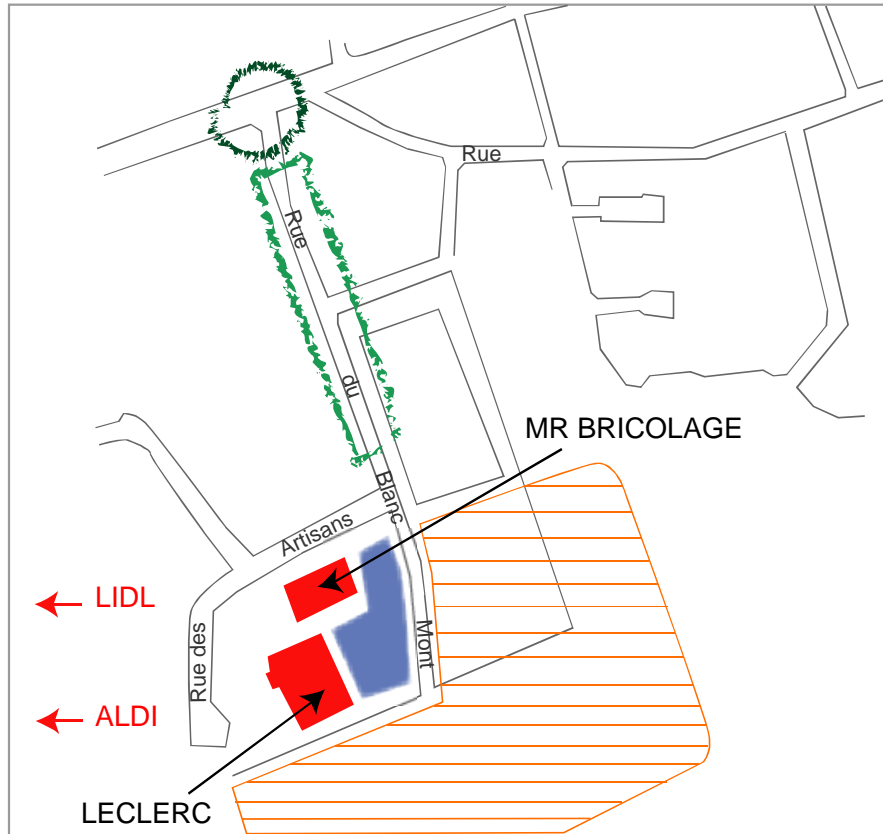 Rue
Rue du Blanc Mont
MR BRICOLAGE
Artisans
LIDL
Rue des
ALDI
LECLERC